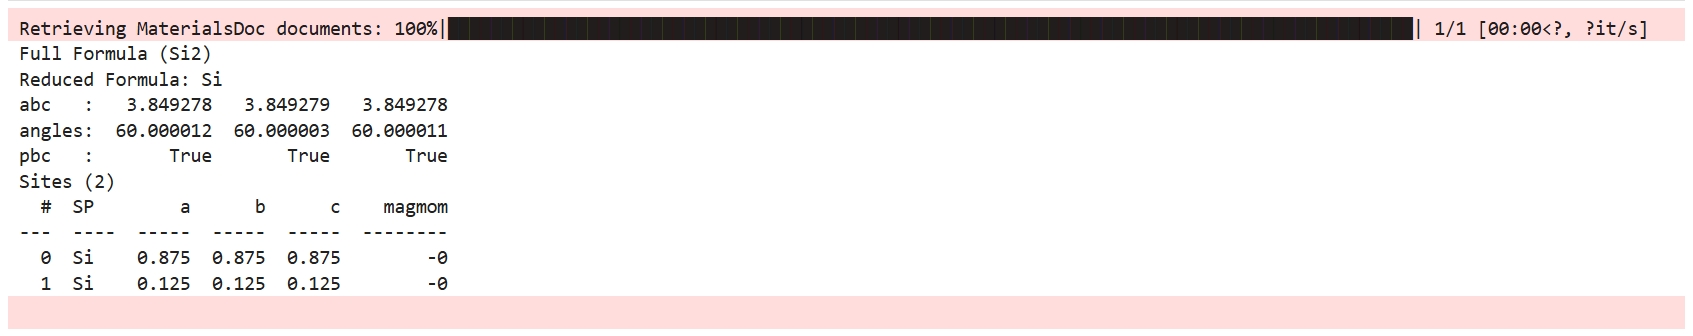 Retrieving MaterialsDoc documents: 100%|██████████| 1/1 [00:00<?, ?it/s]
Full Formula (Si2)
Reduced Formula: Si
abc   :   3.849278   3.849279   3.849278
angles:  60.000012  60.000003  60.000011
pbc   :       True       True       True
Sites (2)
  #  SP        a      b      c    magmom
---  ----  -----  -----  -----  --------
  0  Si    0.875  0.875  0.875        -0
  1  Si    0.125  0.125  0.125        -0